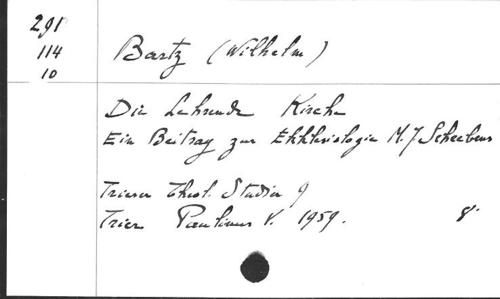 291
114
10
Bartz (Wilhelm)
Die Lehrende Kirche
Ein Beitrag zur Ekklesiologie M.J Scheebens
Trierer Theol. Studien 9
Trier Paulinus V. 1959. 8°